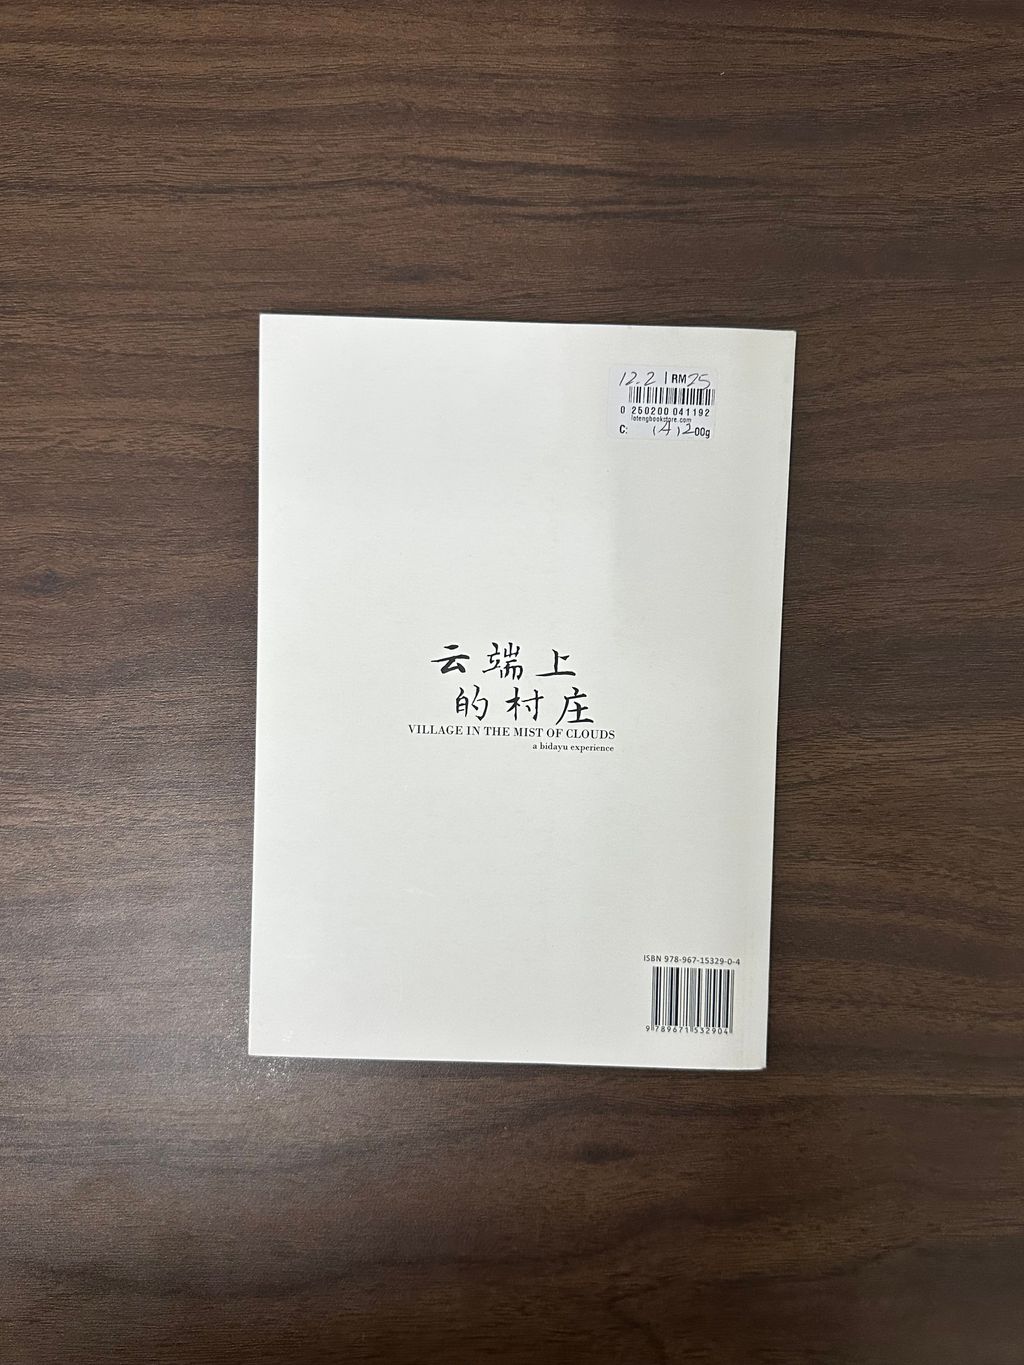 12.2 | RM25
0 250200 041192
lotengbookstore.com
C: (4) 200g
云端上
的村庄
VILLAGE IN THE MIST OF CLOUDS
a bidayu experience
ISBN 978-967-15329-0-4
9 789671 532904